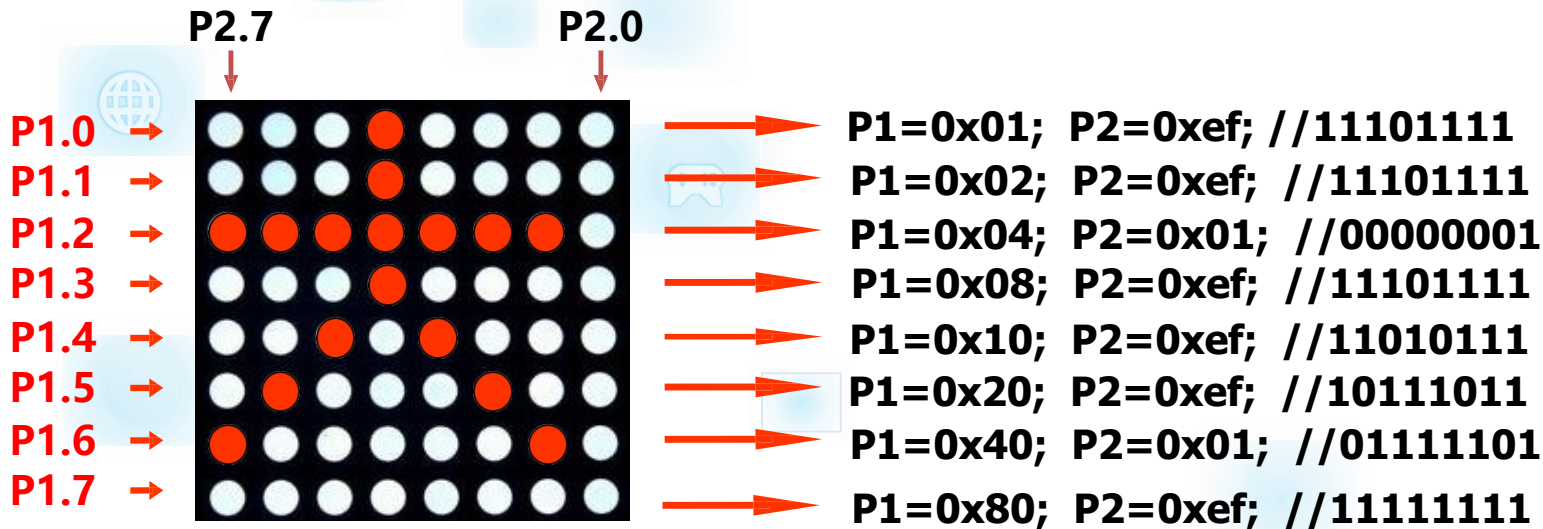 P2.7 P2.0
P1.0 P1=0x01; P2=0xef; //11101111
P1.1 P1=0x02; P2=0xef; //11101111
P1.2 P1=0x04; P2=0x01; //00000001
P1.3 P1=0x08; P2=0xef; //11101111
P1.4 P1=0x10; P2=0xef; //11010111
P1.5 P1=0x20; P2=0xef; //10111011
P1.6 P1=0x40; P2=0x01; //01111101
P1.7 P1=0x80; P2=0xef; //11111111